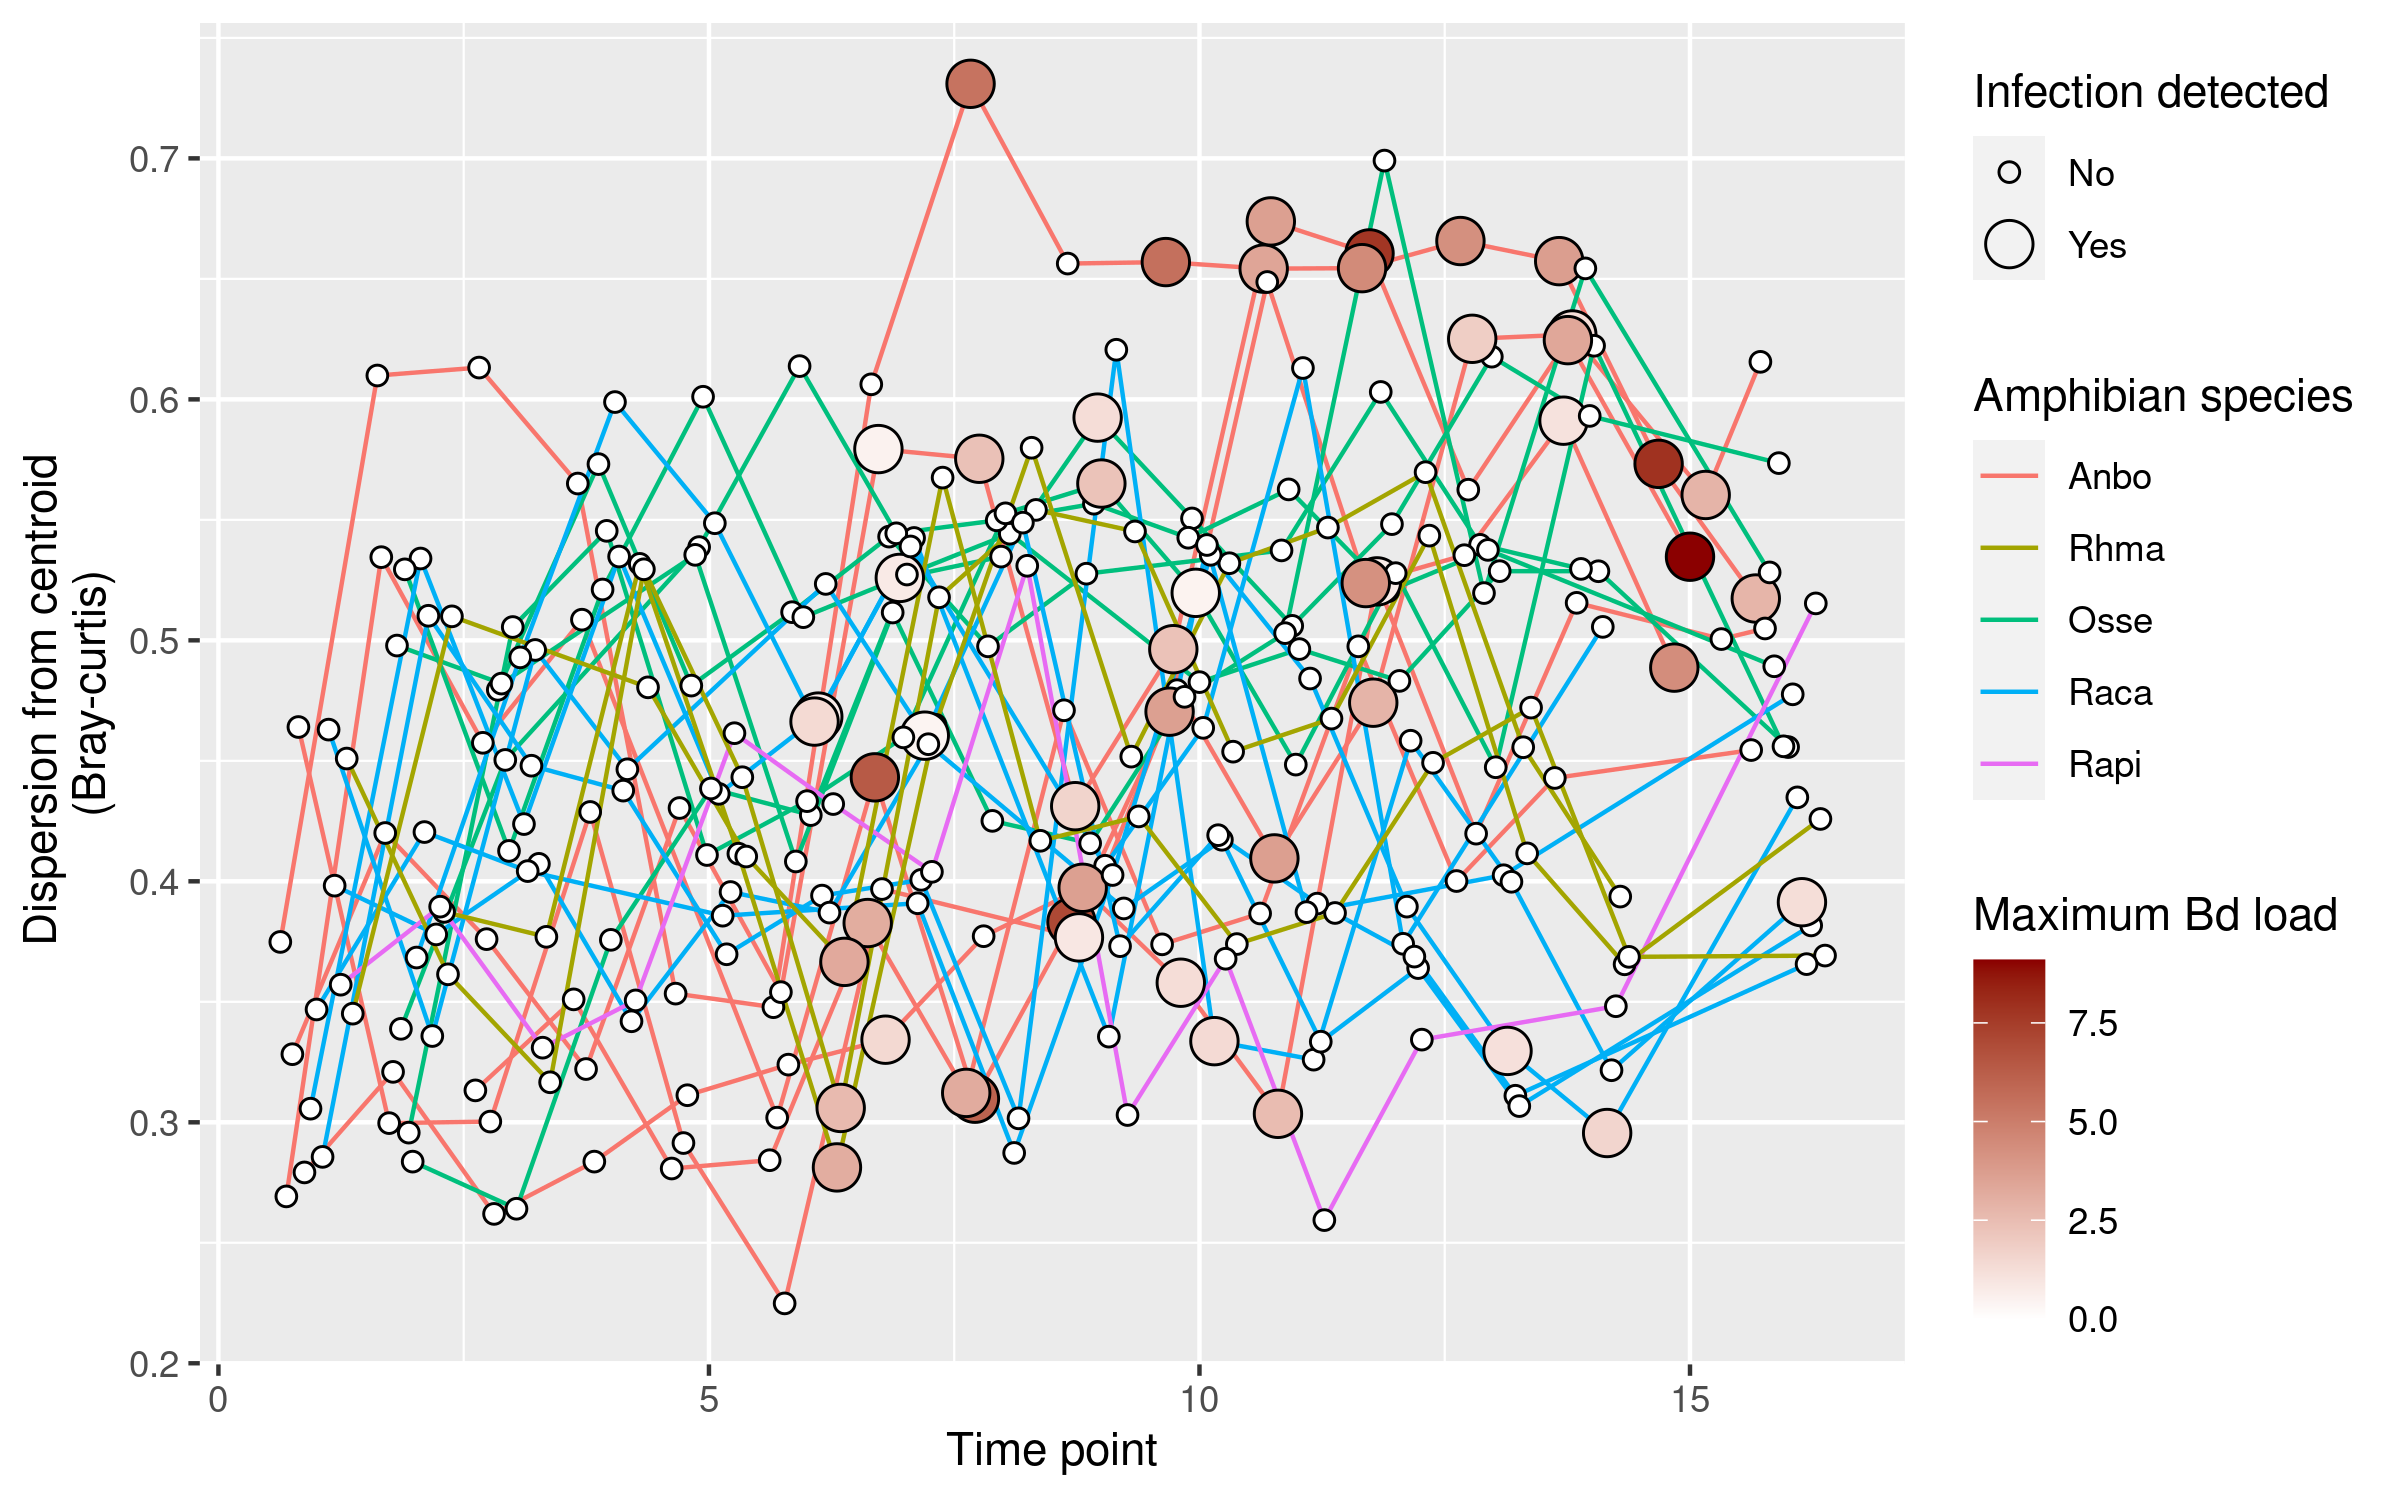 Dispersion from centroid
(Bray-curtis)
0.7
0.6
0.5
0.4
0.3
0.2
0
5
10
15
Time point
Infection detected
No
Yes
Amphibian species
Anbo
Rhma
Osse
Raca
Rapi
Maximum Bd load
7.5
5.0
2.5
0.0